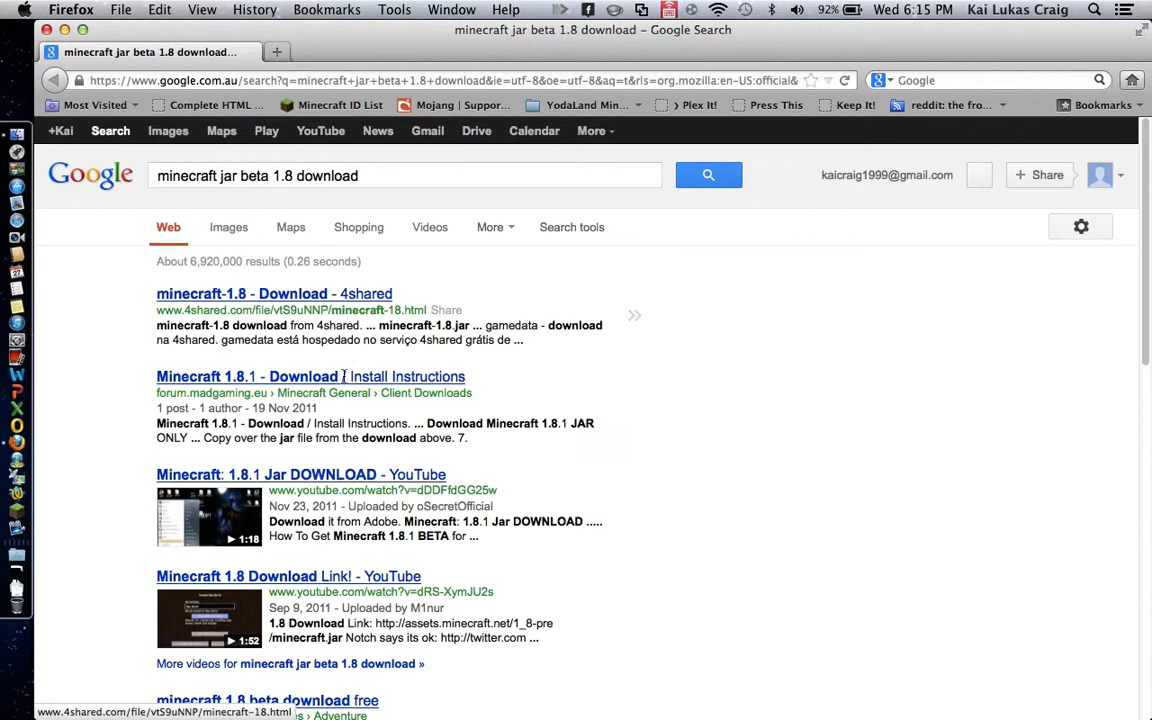 Firefox File Edit View History Bookmarks Tools Window Help 92% Wed 6:15 PM Kai Lukas Craig
minecraft jar beta 1.8 download – Google Search
minecraft jar beta 1.8 download...
https://www.google.com.au/search?q=minecraft+jar+beta+1.8+download&ie=utf-8&oe=utf-8&aq=t&rls=org.mozilla:en-US:official& Google
Most Visited Complete HTML ... Minecraft ID List Mojang | Suppor... YodaLand Min... > Plex It! Press This Keep It! reddit: the fro... Bookmarks
+Kai Search Images Maps Play YouTube News Gmail Drive Calendar More
Google minecraft jar beta 1.8 download kaicraig1999@gmail.com + Share
Web Images Maps Shopping Videos More Search tools
About 6,920,000 results (0.26 seconds)
minecraft-1.8 - Download - 4shared
www.4shared.com/file/vtS9uNNP/minecraft-18.html Share
minecraft-1.8 download from 4shared. ... minecraft-1.8.jar ... gamedata - download
na 4shared. gamedata está hospedado no serviço 4shared grátis de ...
Minecraft 1.8.1 - Download / Install Instructions
forum.madgaming.eu › Minecraft General › Client Downloads
1 post - 1 author - 19 Nov 2011
Minecraft 1.8.1 - Download / Install Instructions. ... Download Minecraft 1.8.1 JAR
ONLY ... Copy over the jar file from the download above. 7.
Minecraft: 1.8.1 Jar DOWNLOAD - YouTube
www.youtube.com/watch?v=dDDFfdGG25w
Nov 23, 2011 - Uploaded by oSecretOfficial
Download it from Adobe. Minecraft: 1.8.1 Jar DOWNLOAD .....
How To Get Minecraft 1.8.1 BETA for ...
1:18
Minecraft 1.8 Download Link! - YouTube
www.youtube.com/watch?v=dRS-XymJU2s
Sep 9, 2011 - Uploaded by M1nur
1.8 Download Link: http://assets.minecraft.net/1_8-pre
/minecraft.jar Notch says its ok: http://twitter.com ...
1:52
More videos for minecraft jar beta 1.8 download »
minecraft 1.8 beta download free
www.4shared.com/file/vtS9uNNP/minecraft-18.html
› Adventure